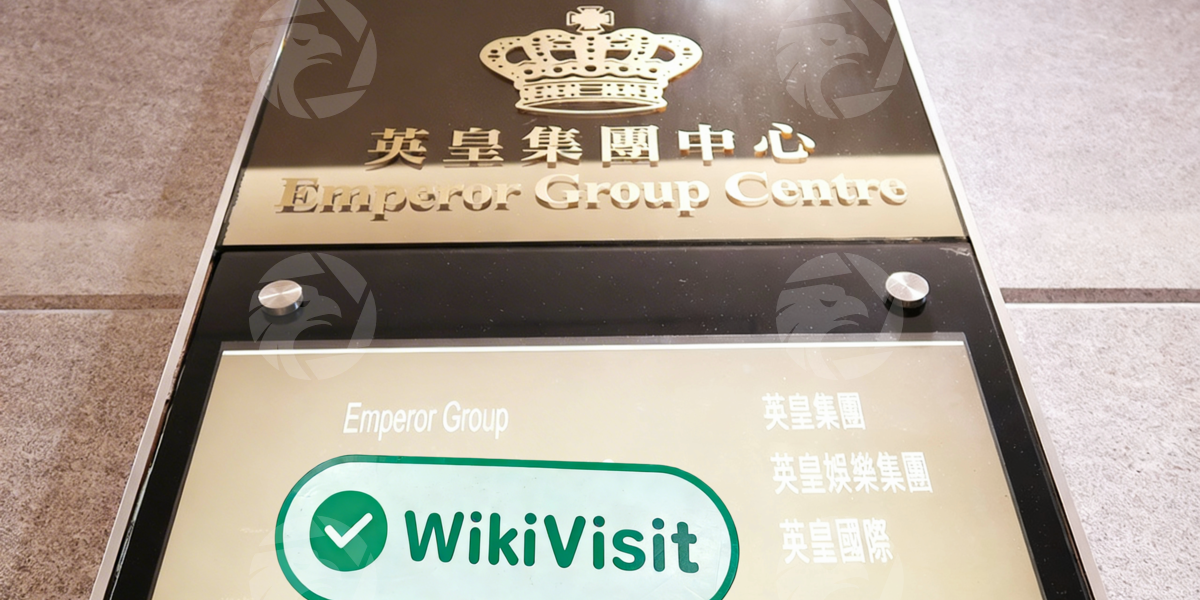 英皇集團中心
Emperor Group Centre
Emperor Group 英皇集團
英皇娛樂集團
WikiVisit
英皇國際